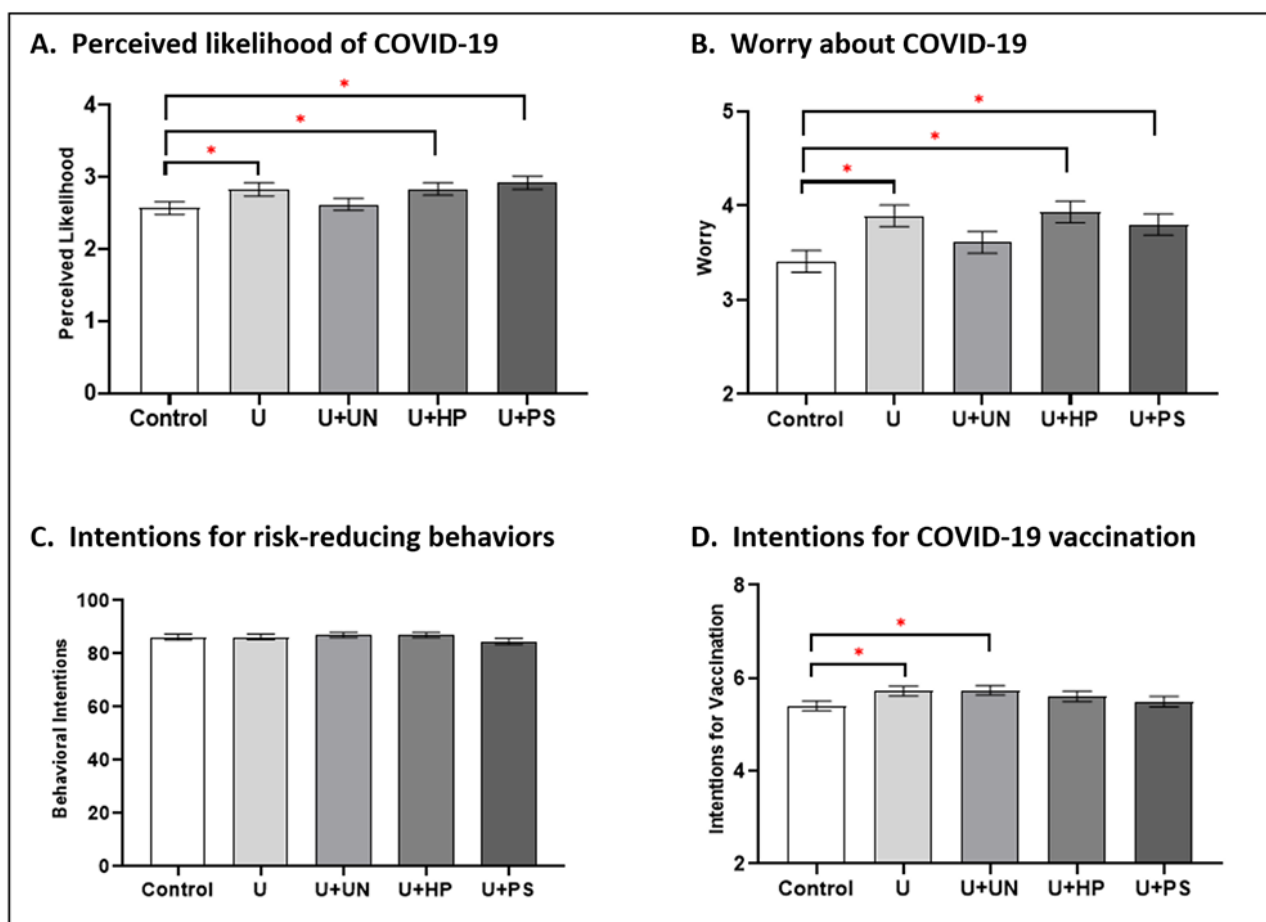 A. Perceived likelihood of COVID-19
*
*
*
4
3
2
1
0
Perceived Likelihood
Control U U+UN U+HP U+PS
B. Worry about COVID-19
*
*
*
5
4
3
2
Worry
Control U U+UN U+HP U+PS
C. Intentions for risk-reducing behaviors
100
80
60
40
20
0
Behavioral Intentions
Control U U+UN U+HP U+PS
D. Intentions for COVID-19 vaccination
*
*
8
6
4
2
Intentions for Vaccination
Control U U+UN U+HP U+PS